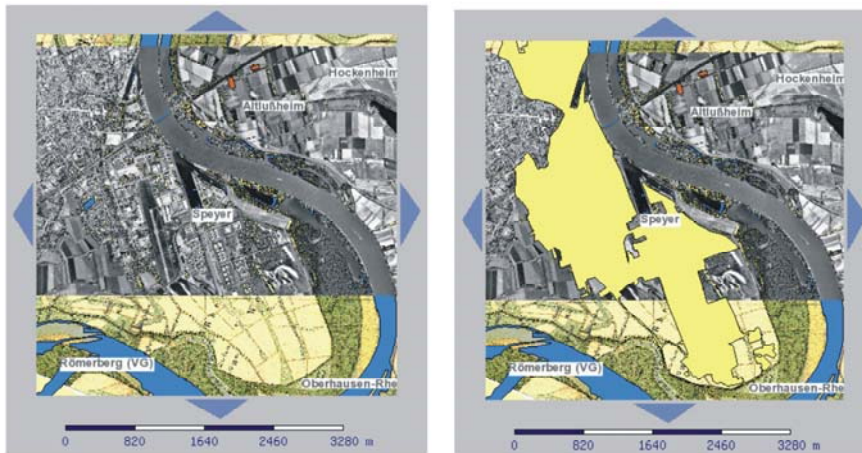 Hockenheim
Altlußheim
Speyer
Römerberg (VG)
Oberhausen-Rhe
0 820 1640 2460 3280 m
Hockenheim
Altlußheim
Speyer
Römerberg (VG)
Oberhausen-Rhe
0 820 1640 2460 3280 m